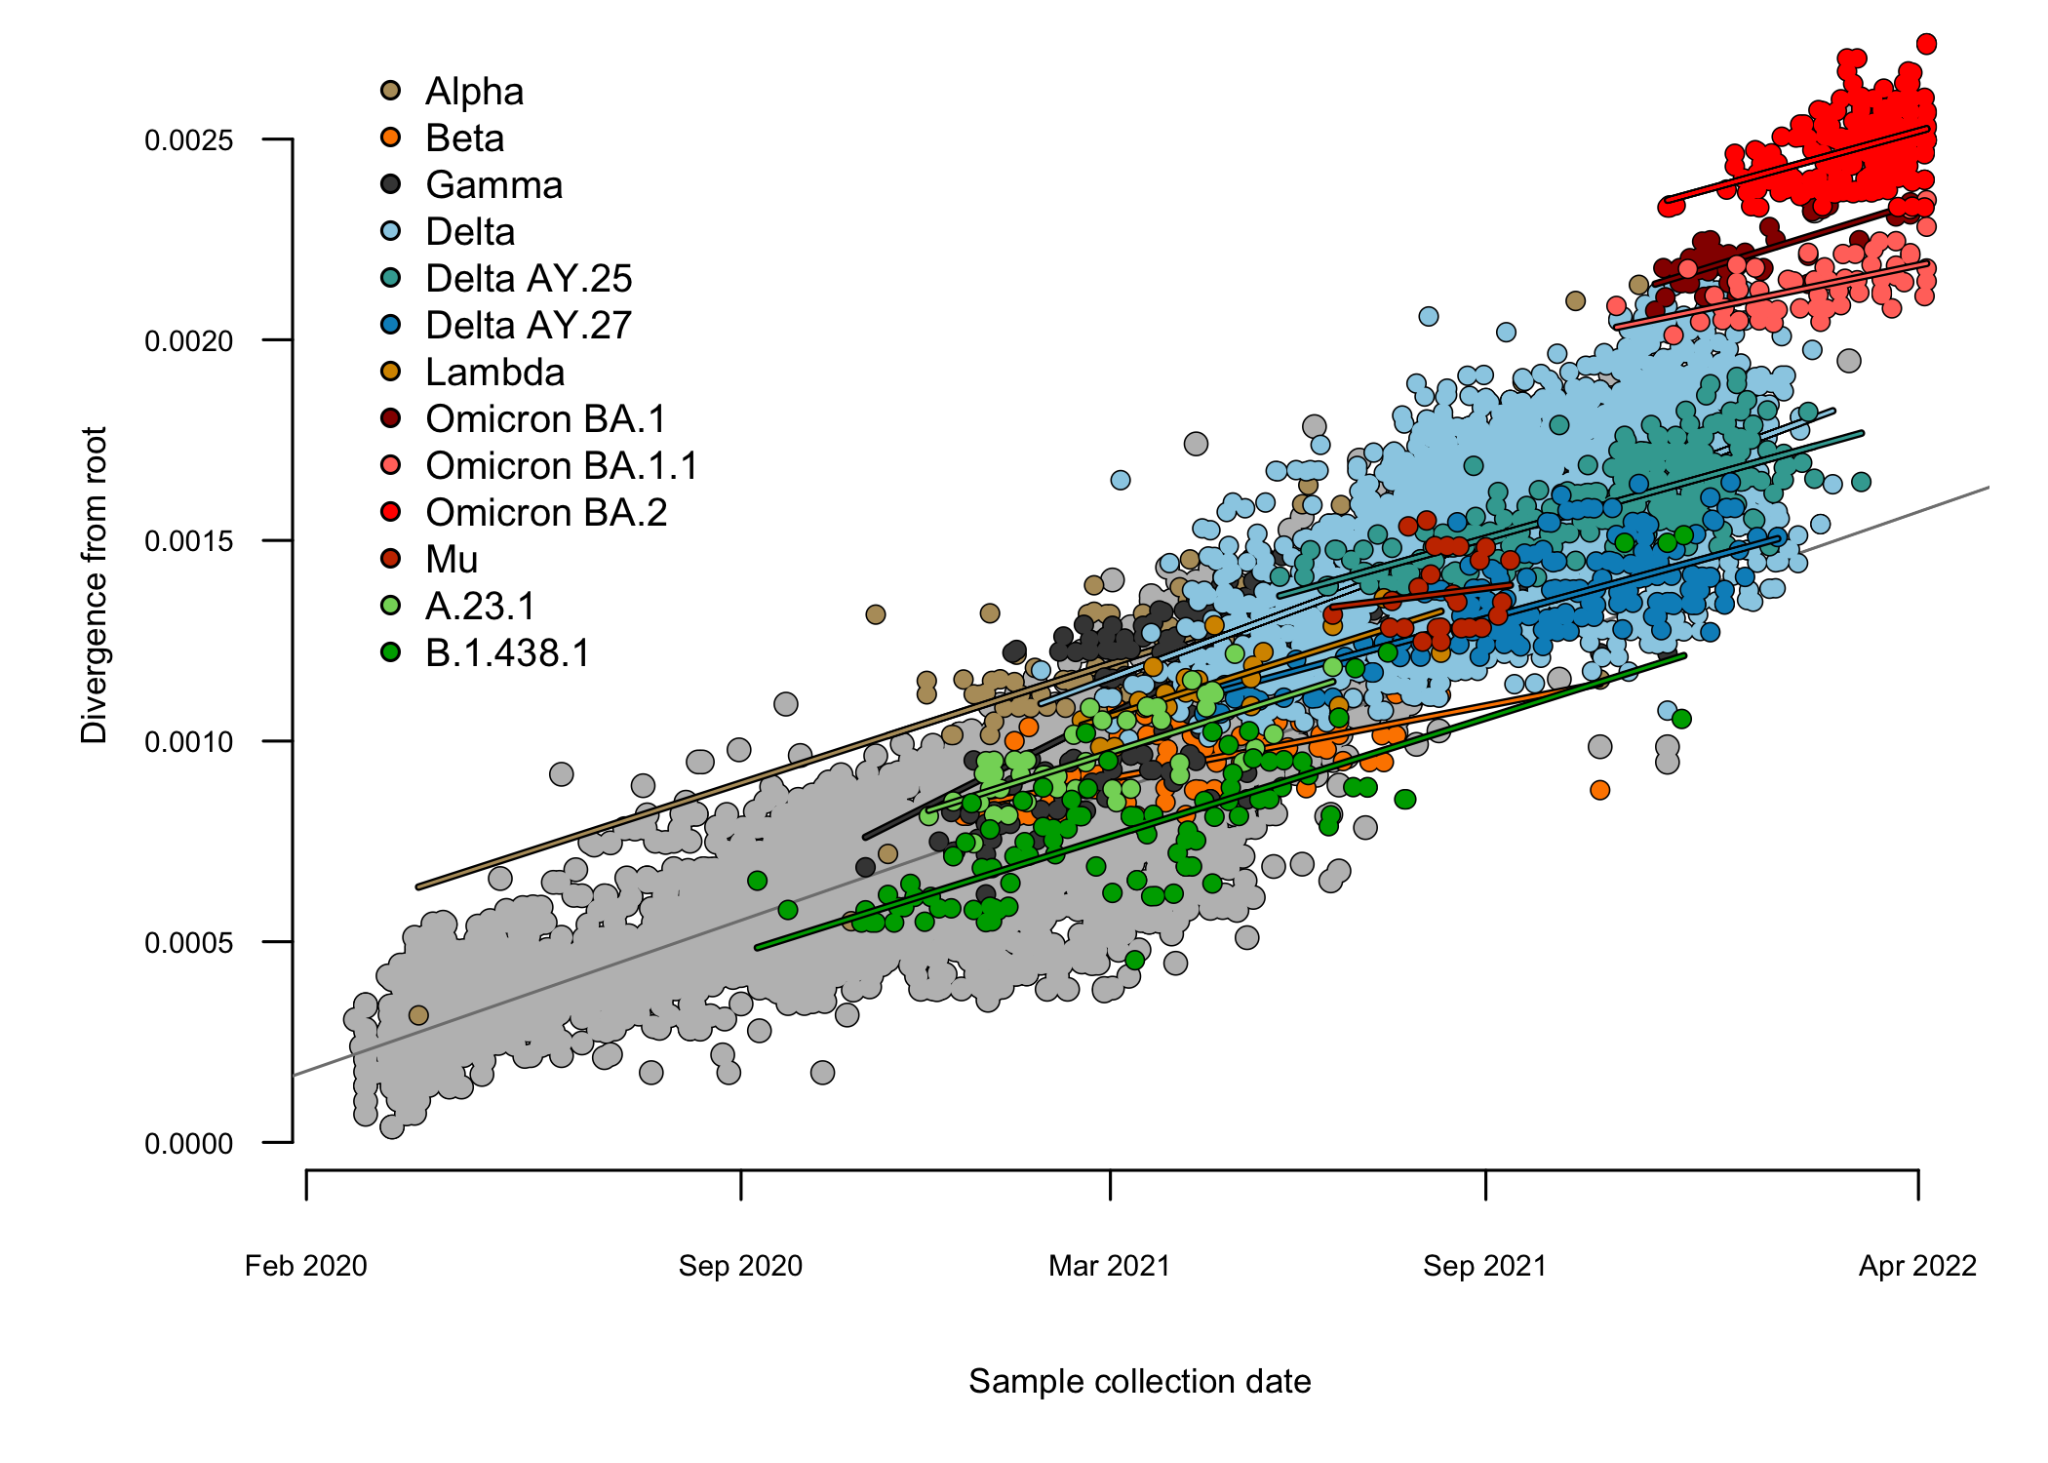 Alpha
Beta
Gamma
Delta
Delta AY.25
Delta AY.27
Lambda
Omicron BA.1
Omicron BA.1.1
Omicron BA.2
Mu
A.23.1
B.1.438.1
Divergence from root
0.0025
0.0020
0.0015
0.0010
0.0005
0.0000
Feb 2020 Sep 2020 Mar 2021 Sep 2021 Apr 2022
Sample collection date